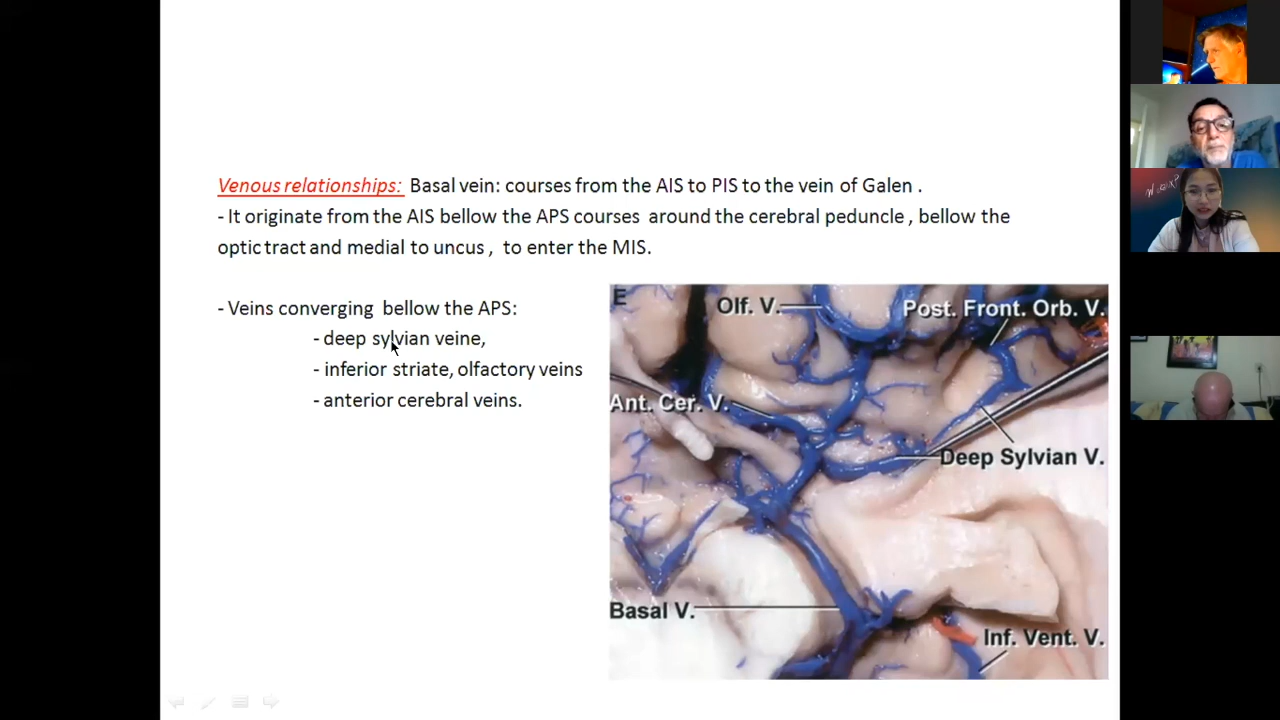 Venous relationships: Basal vein: courses from the AIS to PIS to the vein of Galen .
- It originate from the AIS bellow the APS courses around the cerebral peduncle , bellow the
optic tract and medial to uncus , to enter the MIS.
- Veins converging bellow the APS:
- deep sylvian veine,
- inferior striate, olfactory veins
- anterior cerebral veins.
E
Olf. V.
Post. Front. Orb. V.
Ant. Cer. V.
Deep Sylvian V.
Basal V.
Inf. Vent. V.